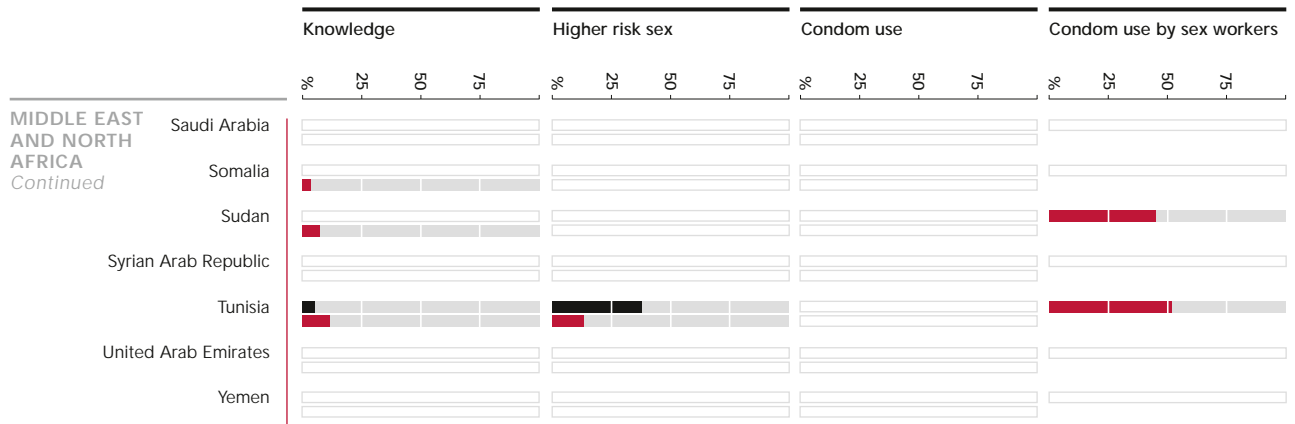 Knowledge
Higher risk sex
Condom use
Condom use by sex workers
% 25 50 75
% 25 50 75
% 25 50 75
% 25 50 75
MIDDLE EAST
AND NORTH
AFRICA
Continued
Saudi Arabia
Somalia
Sudan
Syrian Arab Republic
Tunisia
United Arab Emirates
Yemen